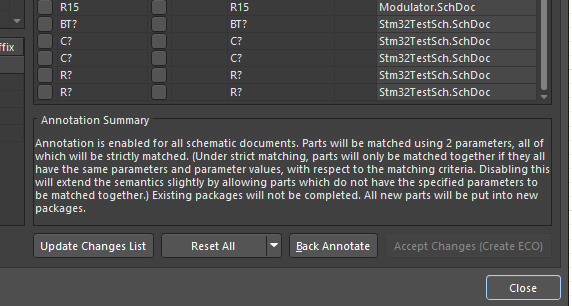 R15 R15 Modulator.SchDoc
BT? BT? Stm32TestSch.SchDoc
ffix C? C? Stm32TestSch.SchDoc
C? C? Stm32TestSch.SchDoc
R? R? Stm32TestSch.SchDoc
R? R? Stm32TestSch.SchDoc
Annotation Summary
Annotation is enabled for all schematic documents. Parts will be matched using 2 parameters, all of
which will be strictly matched. (Under strict matching, parts will only be matched together if they all
have the same parameters and parameter values, with respect to the matching criteria. Disabling this
will extend the semantics slightly by allowing parts which do not have the specified parameters to
be matched together.) Existing packages will not be completed. All new parts will be put into new
packages.
Update Changes List Reset All Back Annotate Accept Changes (Create ECO)
Close